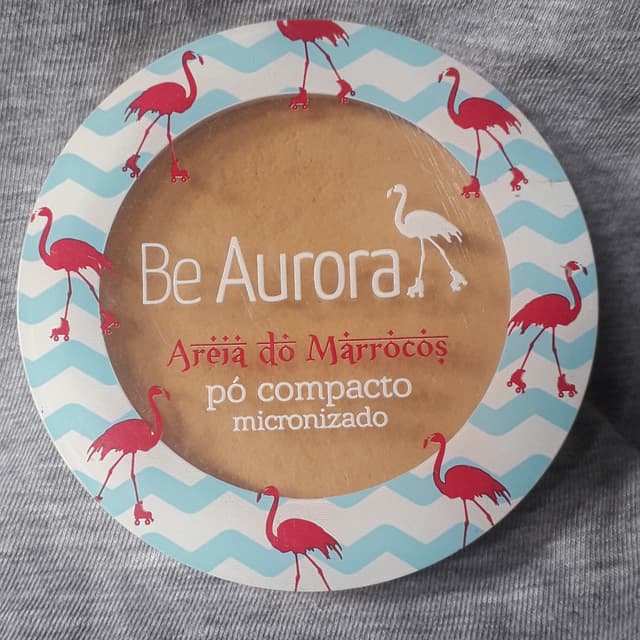 Be Aurora
Areia do Marrocos
pó compacto
micronizado